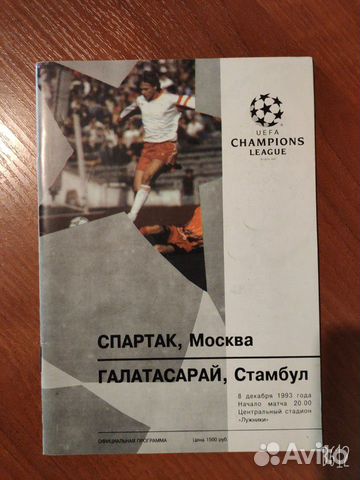 UEFA
CHAMPIONS
LEAGUE
СПАРТАК, Москва
ГАЛАТАСАРАЙ, Стамбул
8 декабря 1993 года
Начало матча 20.00
Центральный стадион
«Лужники»
ОФИЦИАЛЬНАЯ ПРОГРАММА
Цена 1500 руб.
Avito